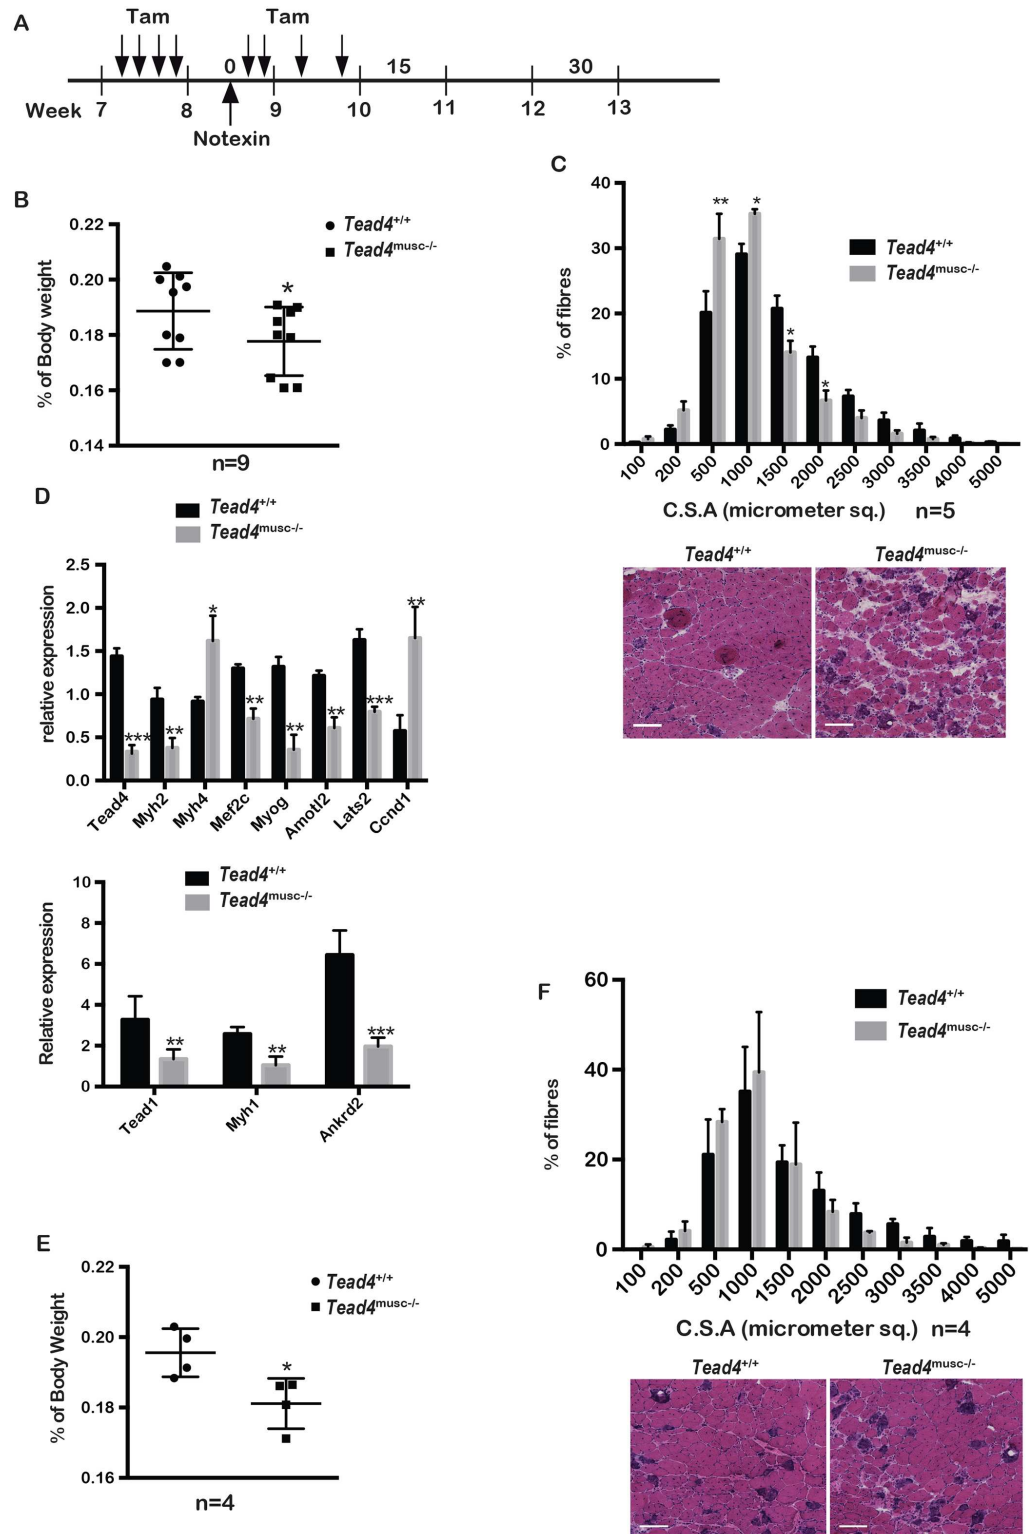 A
Tam Tam
0 15 30
Week 7 8 9 10 11 12 13
Notexin
B
% of Body weight
0.22
0.20
0.18
0.16
0.14
Tead4+/+
Tead4musc-/-
*
n=9
C
% of fibres
40
30
20
10
0
** * * *
Tead4+/+
Tead4musc-/-
100 200 500 1000 1500 2000 2500 3000 3500 4000 5000
C.S.A (micrometer sq.) n=5
Tead4+/+ Tead4musc-/-
D
Tead4+/+
Tead4musc-/-
relative expression
2.5
2.0
1.5
1.0
0.5
0.0
*** ** * ** ** ** *** **
Tead4 Myh2 Myh4 Mef2c Myog Amotl2 Lats2 Ccnd1
Tead4+/+
Tead4musc-/-
Relative expression
10
8
6
4
2
0
** ** ***
Tead1 Myh1 Ankrd2
E
% of Body Weight
0.22
0.20
0.18
0.16
Tead4+/+
Tead4musc-/-
*
n=4
F
% of fibres
60
40
20
0
Tead4+/+
Tead4musc-/-
100 200 500 1000 1500 2000 2500 3000 3500 4000 5000
C.S.A (micrometer sq.) n=4
Tead4+/+ Tead4musc-/-